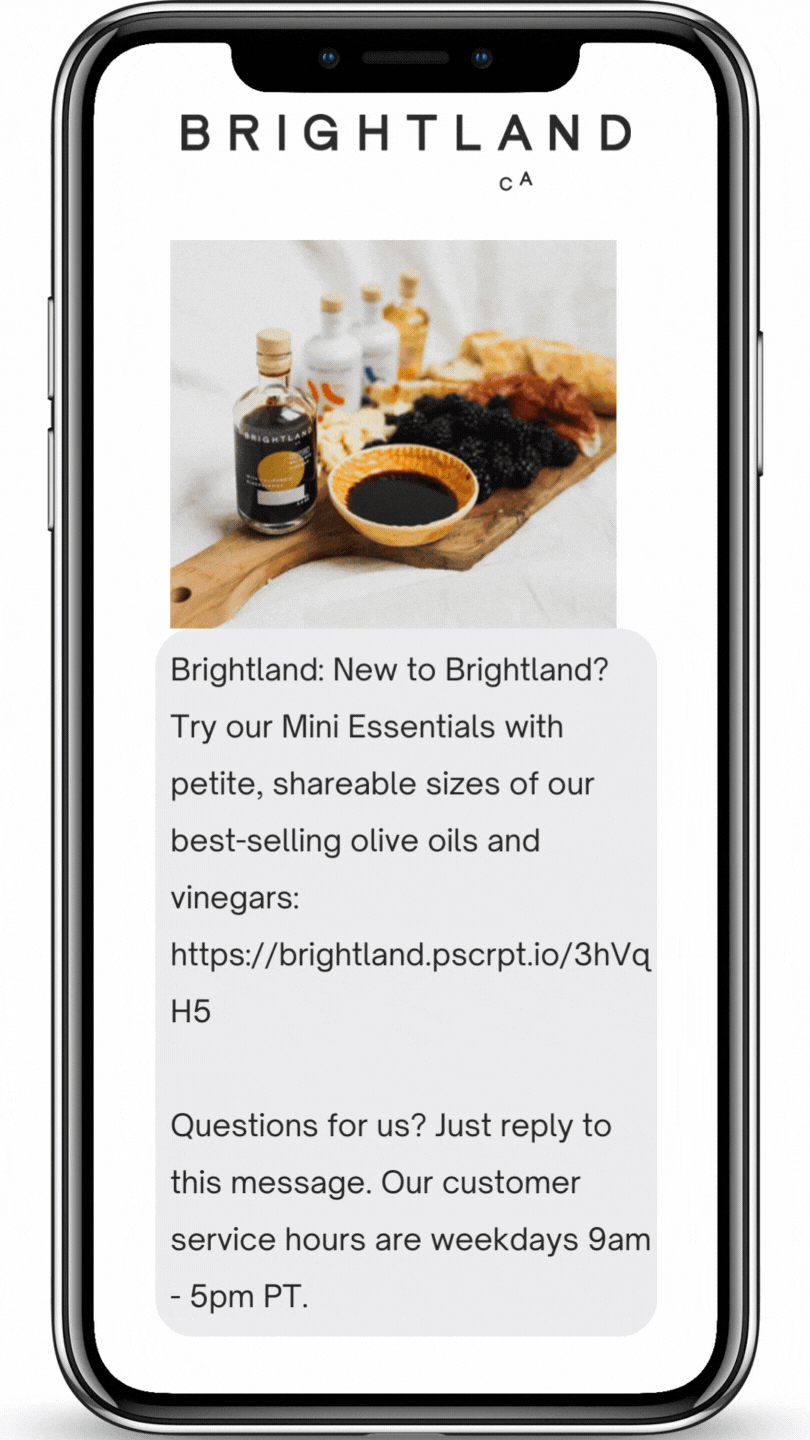 BRIGHTLAND
CA
BRIGHTLAND
Brightland: New to Brightland?
Try our Mini Essentials with
petite, shareable sizes of our
best-selling olive oils and
vinegars:
https://brightland.pscrpt.io/3hVq
H5
Questions for us? Just reply to
this message. Our customer
service hours are weekdays 9am
- 5pm PT.